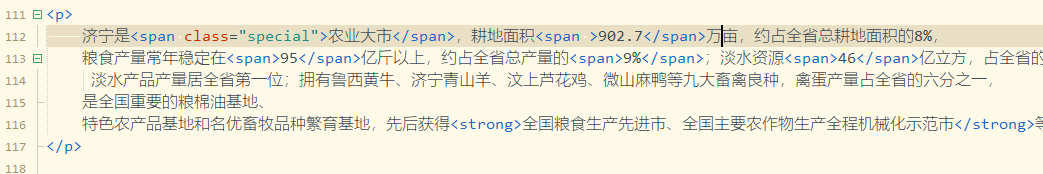 111 <p>
112 济宁是<span class="special">农业大市</span>，耕地面积<span >902.7</span>万亩，约占全省总耕地面积的8%，
113 粮食产量常年稳定在<span>95</span>亿斤以上，约占全省总产量的<span>9%</span>；淡水资源<span>46</span>亿立方，占全省的
114 淡水产品产量居全省第一位；拥有鲁西黄牛、济宁青山羊、汶上芦花鸡、微山麻鸭等九大畜禽良种，禽蛋产量占全省的六分之一，
115 是全国重要的粮棉油基地、
116 特色农产品基地和名优畜牧品种繁育基地，先后获得<strong>全国粮食生产先进市、全国主要农作物生产全程机械化示范市</strong>等
117 </p>
118